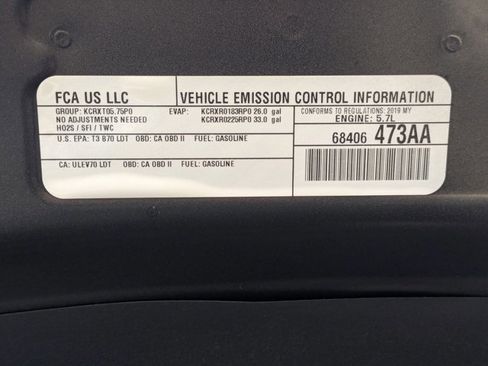 FCA US LLC
VEHICLE EMISSION CONTROL INFORMATION
GROUP: KCRXT05.75P0
EVAP: KCRXR0183RP0 26.0 gal
CONFORMS TO REGULATIONS: 2019 MY
NO ADJUSTMENTS NEEDED
KCRXR0225RP0 33.0 gal
ENGINE: 5.7L
HO2S / SFI / TWC
68406 473AA
U.S. EPA: T3 B70 LDT OBD: CA OBD II FUEL: GASOLINE
CA: ULEV70 LDT OBD: CA OBD II FUEL: GASOLINE